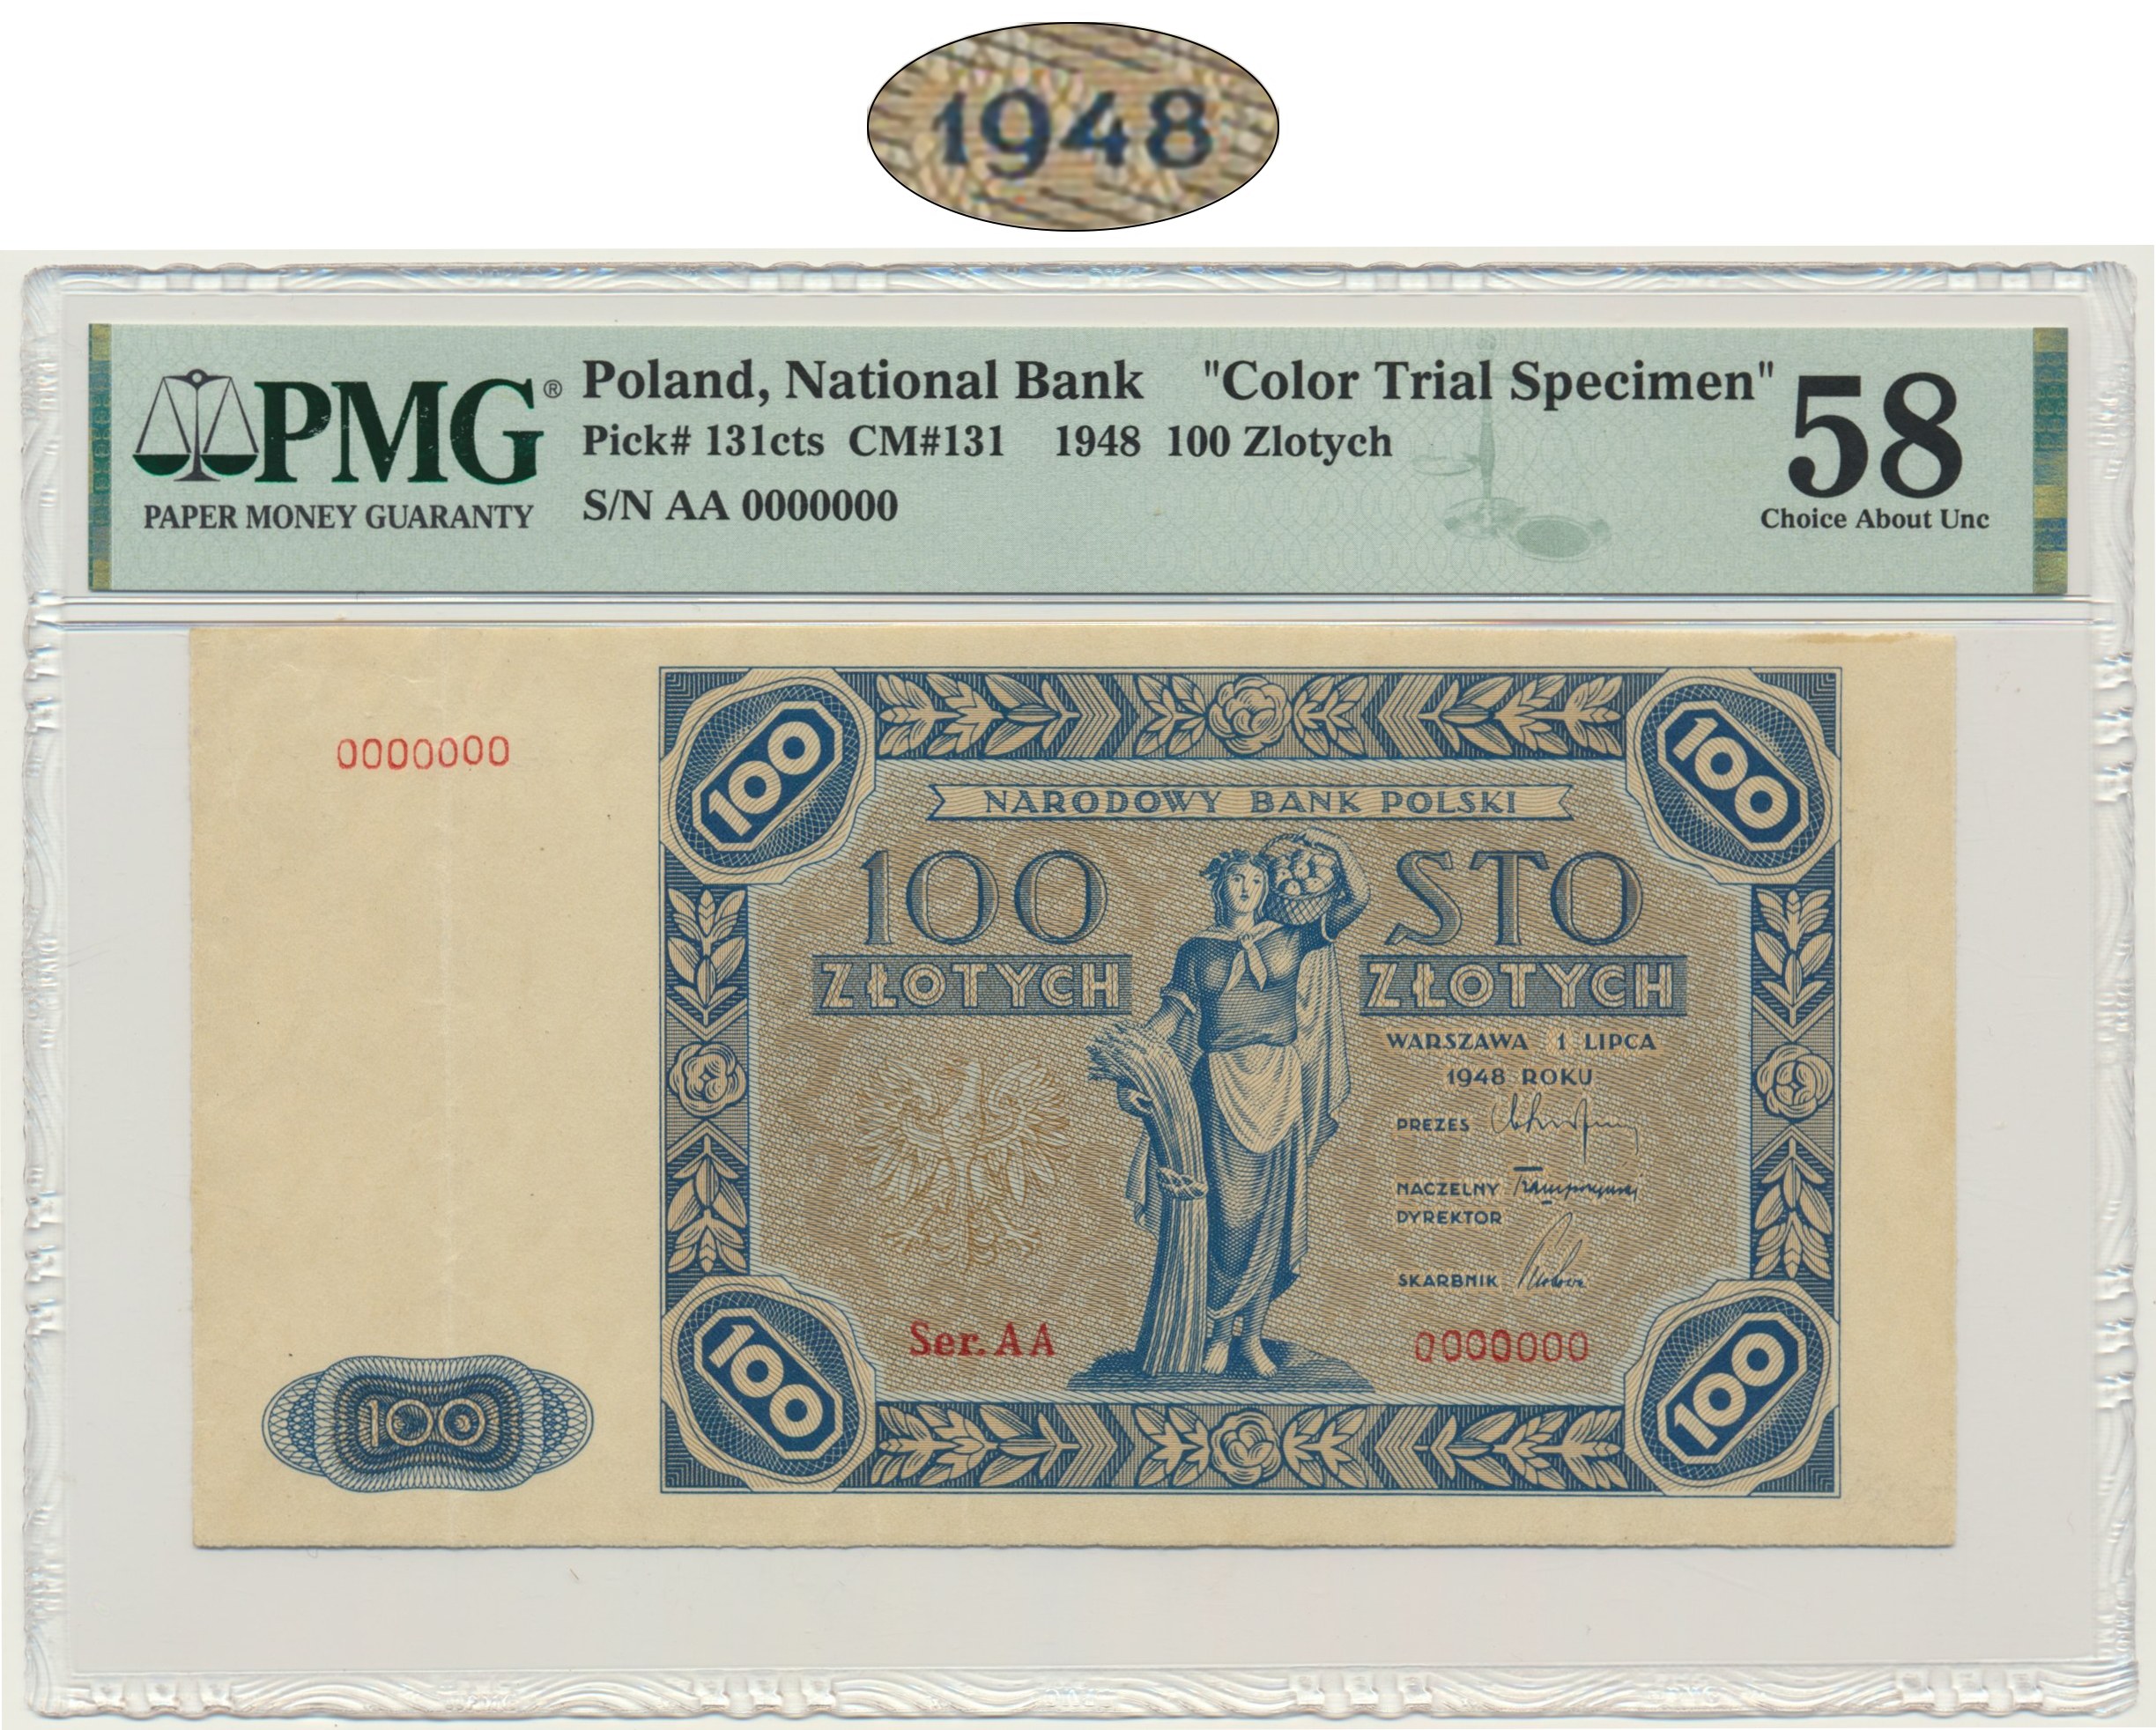 1948
PMG®
PAPER MONEY GUARANTY
Poland, National Bank "Color Trial Specimen"
Pick# 131cts CM#131 1948 100 Zlotych
S/N AA 0000000
58
Choice About Unc
0000000
100
100
NARODOWY BANK POLSKI
100 STO
ZŁOTYCH ZŁOTYCH
WARSZAWA 1 LIPCA
1948 ROKU
PREZES
NACZELNY
DYREKTOR
SKARBNIK
Ser. AA
0000000
100
100
100